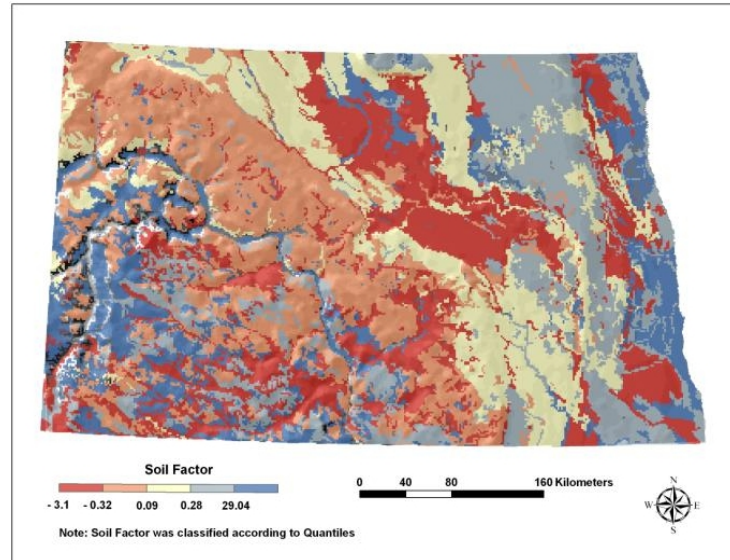 Soil Factor
- 3.1 - 0.32 0.09 0.28 29.04
0 40 80 160 Kilometers
N
W E
S
Note: Soil Factor was classified according to Quantiles